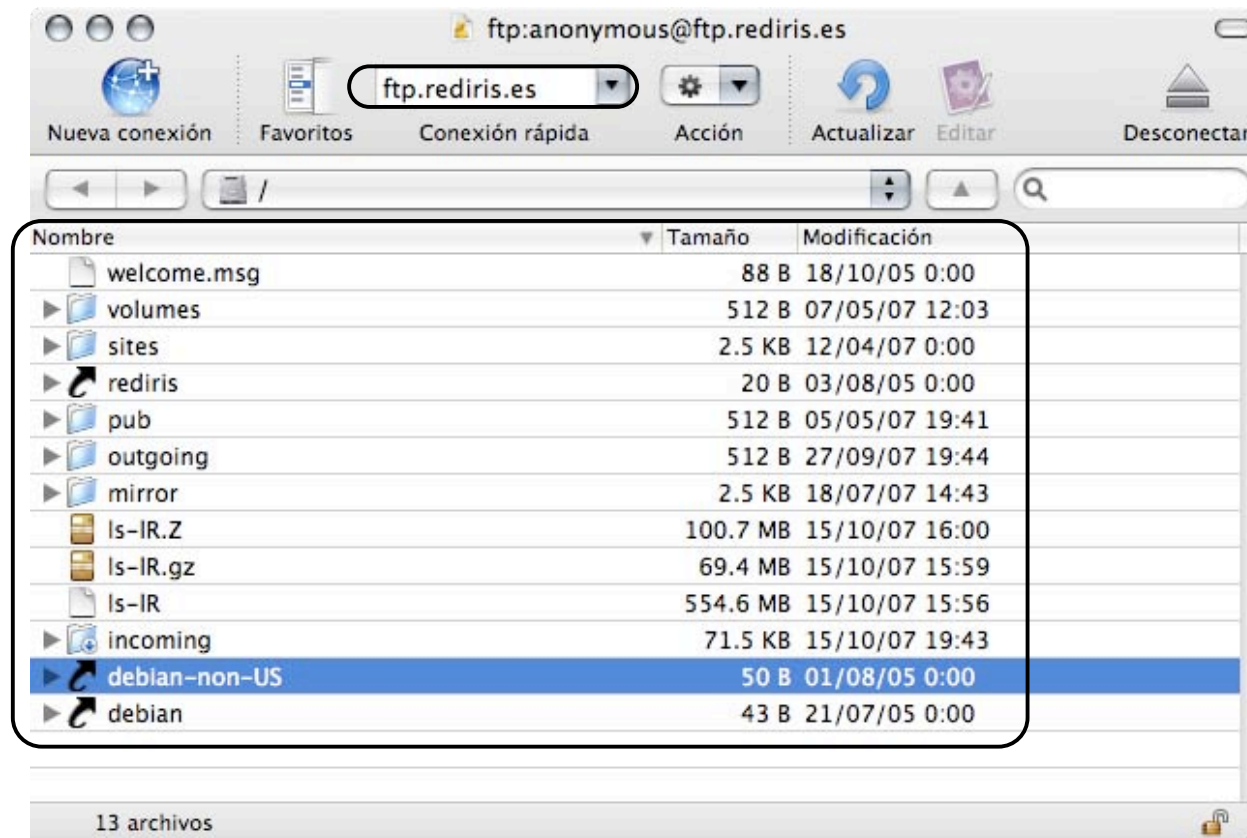 ftp:anonymous@ftp.rediris.es
ftp.rediris.es
Nueva conexión Favoritos Conexión rápida Acción Actualizar Editar Desconectar
/
Nombre Tamaño Modificación
welcome.msg 88 B 18/10/05 0:00
volumes 512 B 07/05/07 12:03
sites 2.5 KB 12/04/07 0:00
rediris 20 B 03/08/05 0:00
pub 512 B 05/05/07 19:41
outgoing 512 B 27/09/07 19:44
mirror 2.5 KB 18/07/07 14:43
ls-lR.Z 100.7 MB 15/10/07 16:00
ls-lR.gz 69.4 MB 15/10/07 15:59
ls-lR 554.6 MB 15/10/07 15:56
incoming 71.5 KB 15/10/07 19:43
debian-non-US 50 B 01/08/05 0:00
debian 43 B 21/07/05 0:00
13 archivos